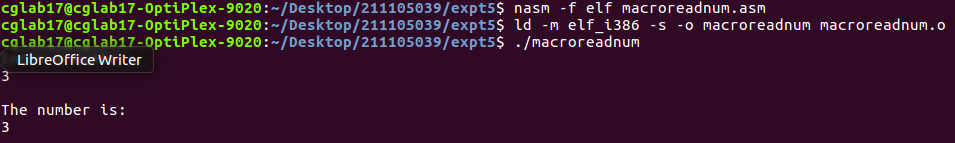 cglab17@cglab17-OptiPlex-9020:~/Desktop/211105039/expt5$ nasm -f elf macroreadnum.asm
cglab17@cglab17-OptiPlex-9020:~/Desktop/211105039/expt5$ ld -m elf_i386 -s -o macroreadnum macroreadnum.o
cglab17@cglab17-OptiPlex-9020:~/Desktop/211105039/expt5$ ./macroreadnum
LibreOffice Writer
3
The number is:
3